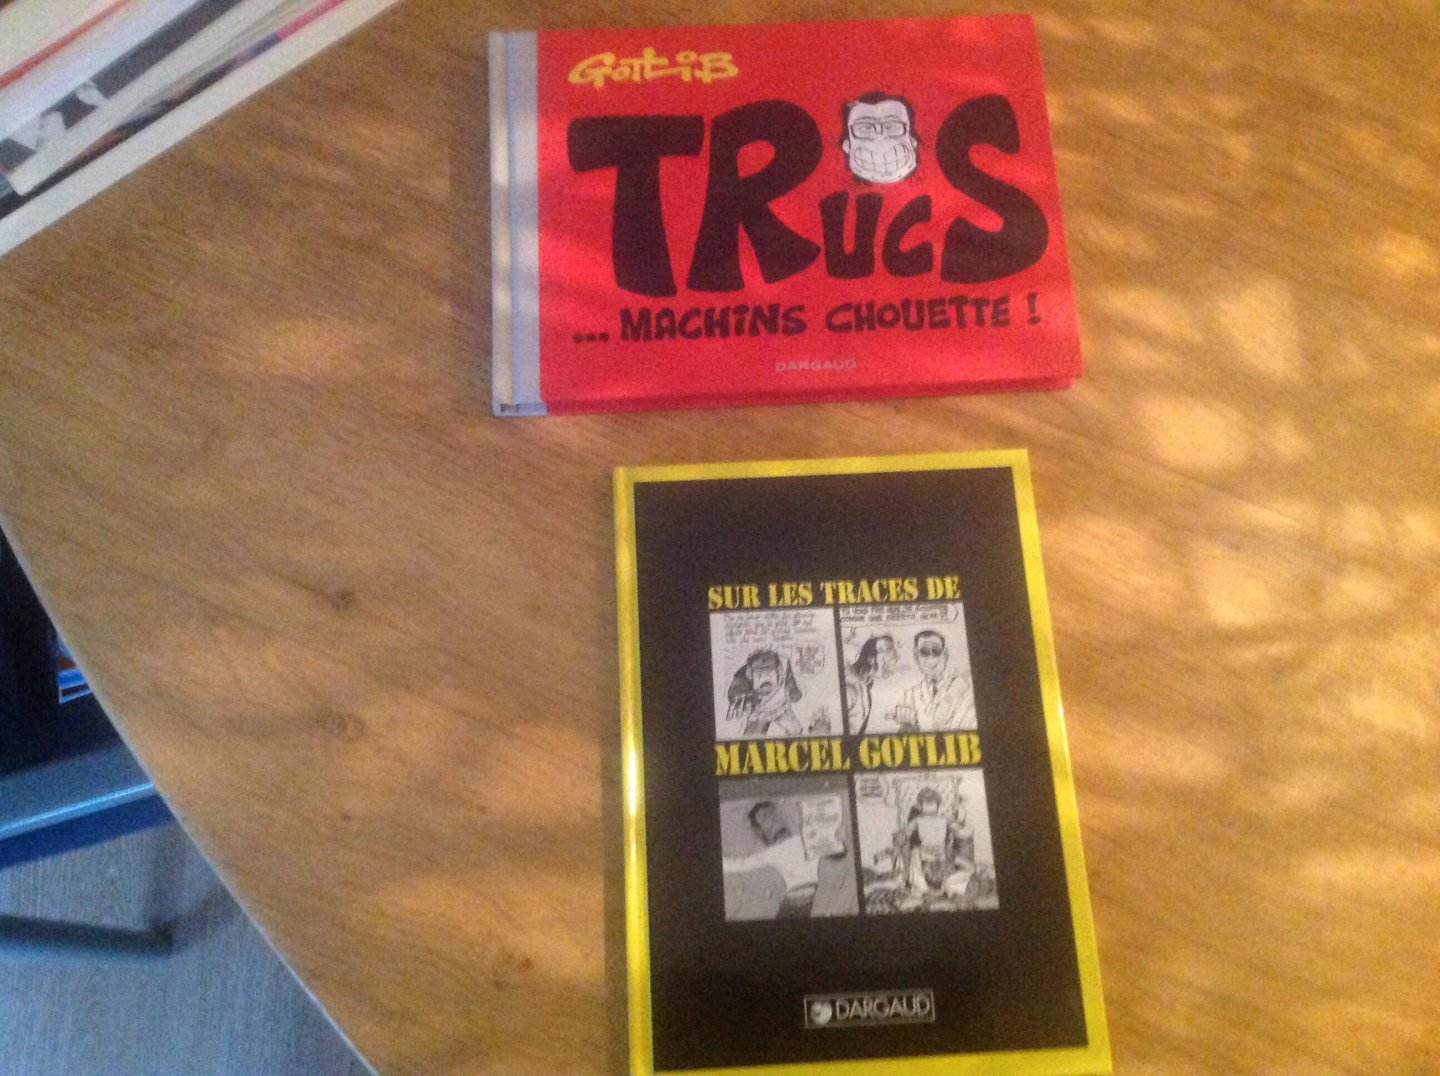 GOTLIB
TRUCS
... MACHINS CHOUETTE !
DARGAUD
SUR LES TRACES DE
MARCEL GOTLIB
DARGAUD